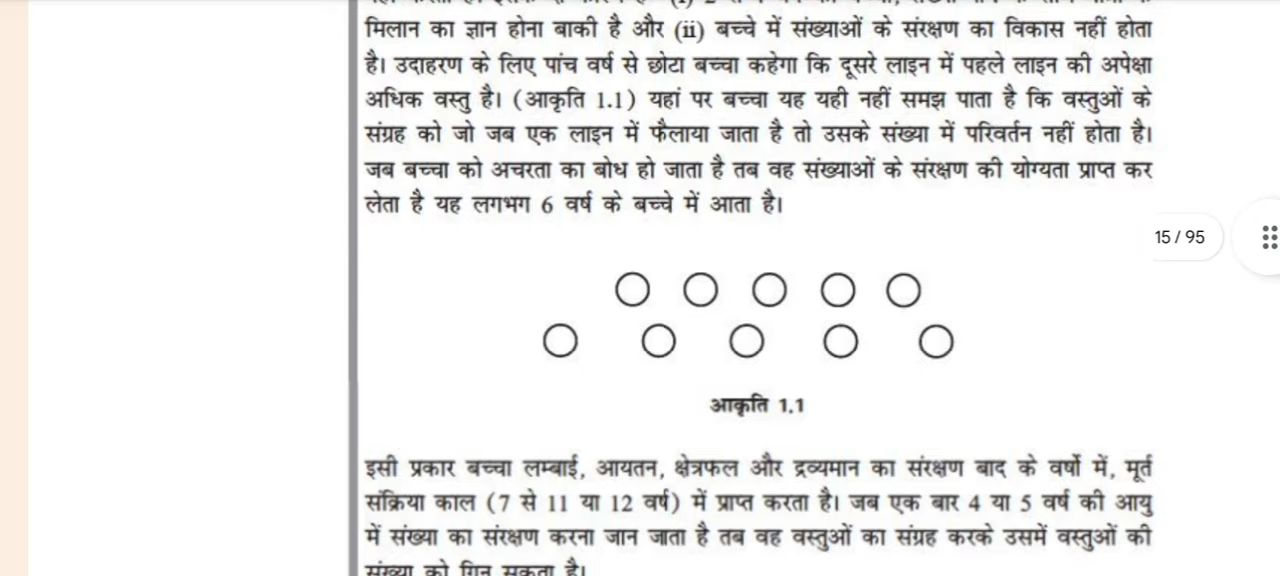 मिलान का ज्ञान होना बाकी है और (ii) बच्चे में संख्याओं के संरक्षण का विकास नहीं होता
है। उदाहरण के लिए पांच वर्ष से छोटा बच्चा कहेगा कि दूसरे लाइन में पहले लाइन की अपेक्षा
अधिक वस्तु है। (आकृति 1.1) यहां पर बच्चा यह यही नहीं समझ पाता है कि वस्तुओं के
संग्रह को जो जब एक लाइन में फैलाया जाता है तो उसके संख्या में परिवर्तन नहीं होता है।
जब बच्चा को अचरता का बोध हो जाता है तब वह संख्याओं के संरक्षण की योग्यता प्राप्त कर
लेता है यह लगभग 6 वर्ष के बच्चे में आता है।
15 / 95
आकृति 1.1
इसी प्रकार बच्चा लम्बाई, आयतन, क्षेत्रफल और द्रव्यमान का संरक्षण बाद के वर्षो में, मूर्त
संक्रिया काल (7 से 11 या 12 वर्ष) में प्राप्त करता है। जब एक बार 4 या 5 वर्ष की आयु
में संख्या का संरक्षण करना जान जाता है तब वह वस्तुओं का संग्रह करके उसमें वस्तुओं की
संख्या को गिन सकता है।